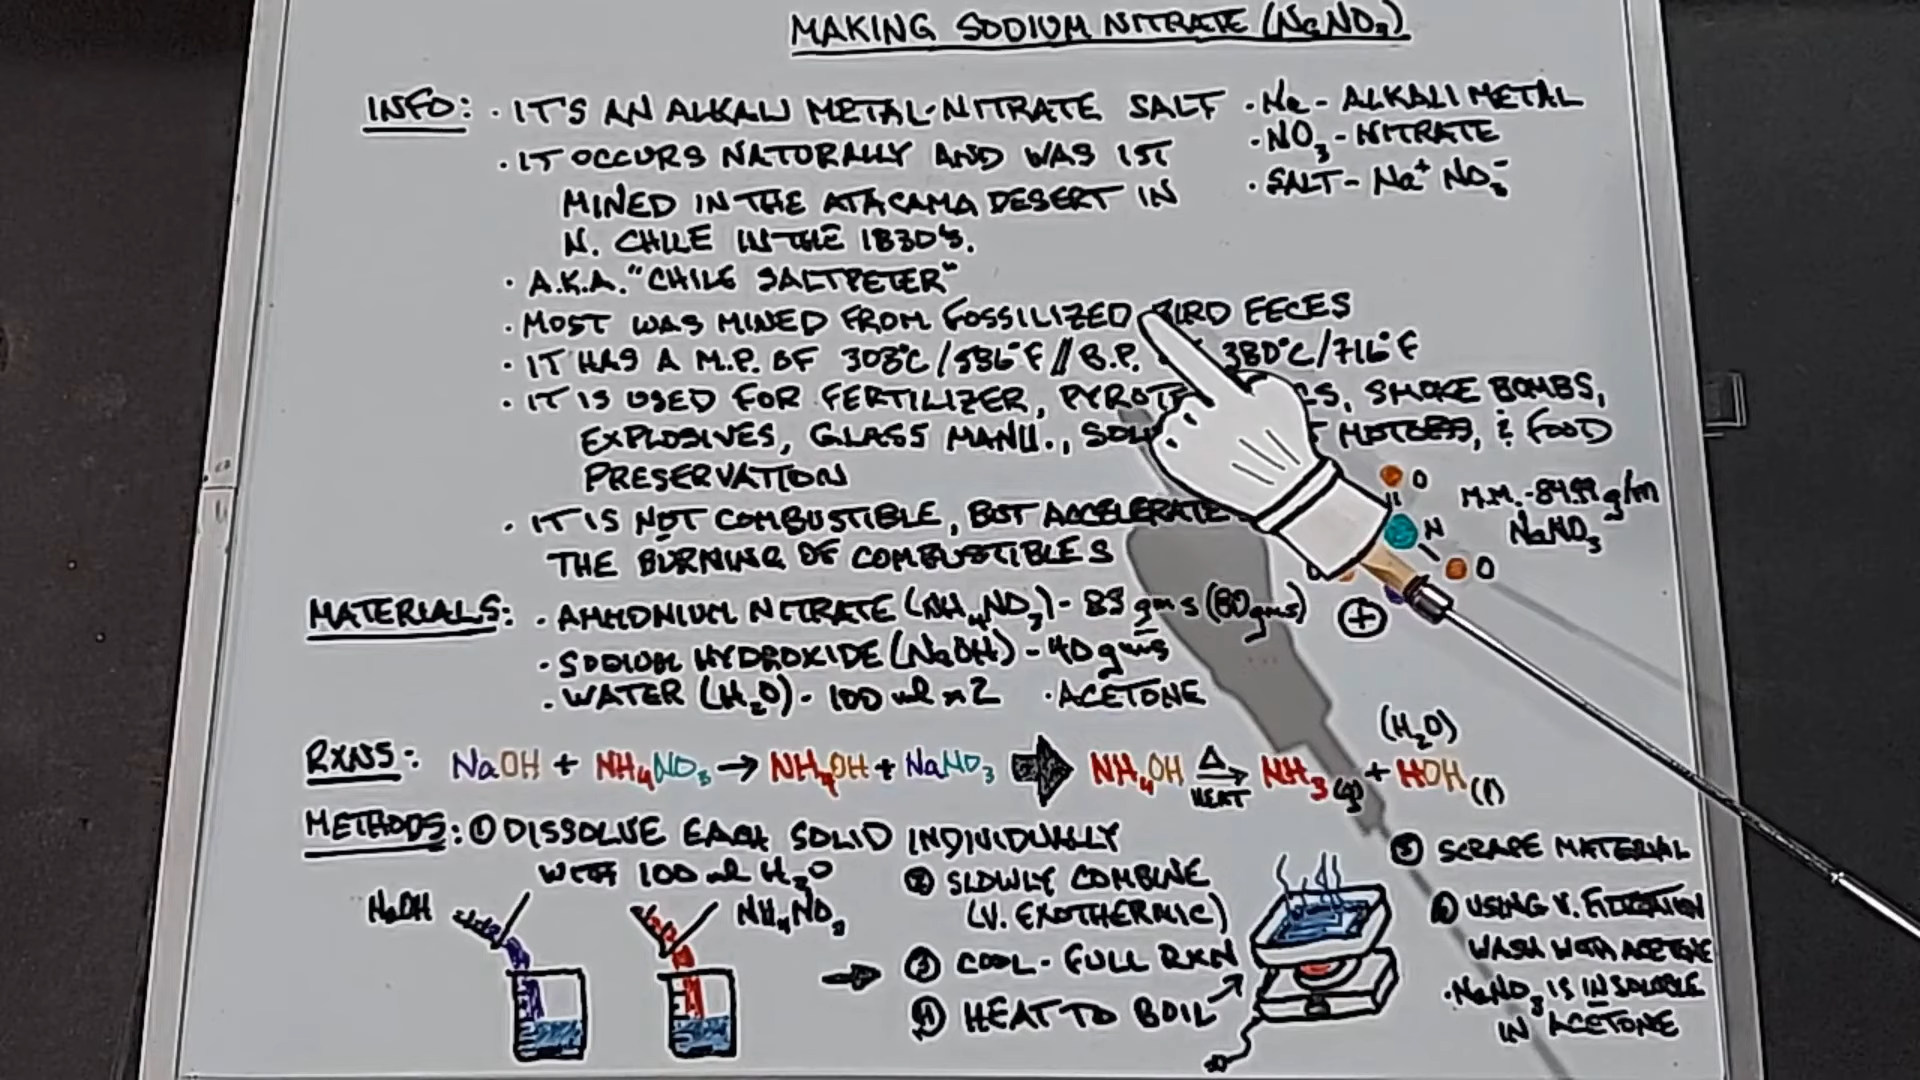 MAKING SODIUM NITRATE (NaNO3)
INFO: · IT'S AN ALKALI METAL-NITRATE SALT
· Na - ALKALI METAL
· NO3 - NITRATE
· SALT - Na+ NO3-
· IT OCCURS NATURALLY AND WAS 1ST
MINED IN THE ATACAMA DESERT IN
N. CHILE IN THE 1830'S.
· A.K.A. "CHILE SALTPETER"
· MOST WAS MINED FROM FOSSILIZED BIRD FECES
· IT HAS A M.P. OF 308°C/586°F // B.P. 380°C/716°F
· IT IS USED FOR FERTILIZER, SMOKE BOMBS,
EXPLOSIVES, GLASS MANU., MOTORS, & FOOD
PRESERVATION
· IT IS NOT COMBUSTIBLE, BUT ACCELERATE
THE BURNING OF COMBUSTIBLES
O
N
O
M.M. - 84.99 g/m
NaNO3
MATERIALS: · AMMONIUM NITRATE (NH4NO3) - 85 gms (80gms)
+
· SODIUM HYDROXIDE (NaOH) - 40 gms
· WATER (H2O) - 100 ml x 2 · ACETONE
RXNS: NaOH + NH4NO3 → NH4OH + NaNO3 NH4OH Δ HEAT → NH3 (g) + HOH (l)
(H2O)
METHODS: ① DISSOLVE EACH SOLID INDIVIDUALLY
WITH 100 ml H2O
NaOH
NH4NO3
② SLOWLY COMBINE
(V. EXOTHERMIC)
③ COOL - FULL RXN
④ HEAT TO BOIL
⑤ SCRAPE MATERIAL
⑥ USING V. FILTRATION
WASH WITH ACETONE
· NaNO3 IS INSOLUBLE
IN ACETONE